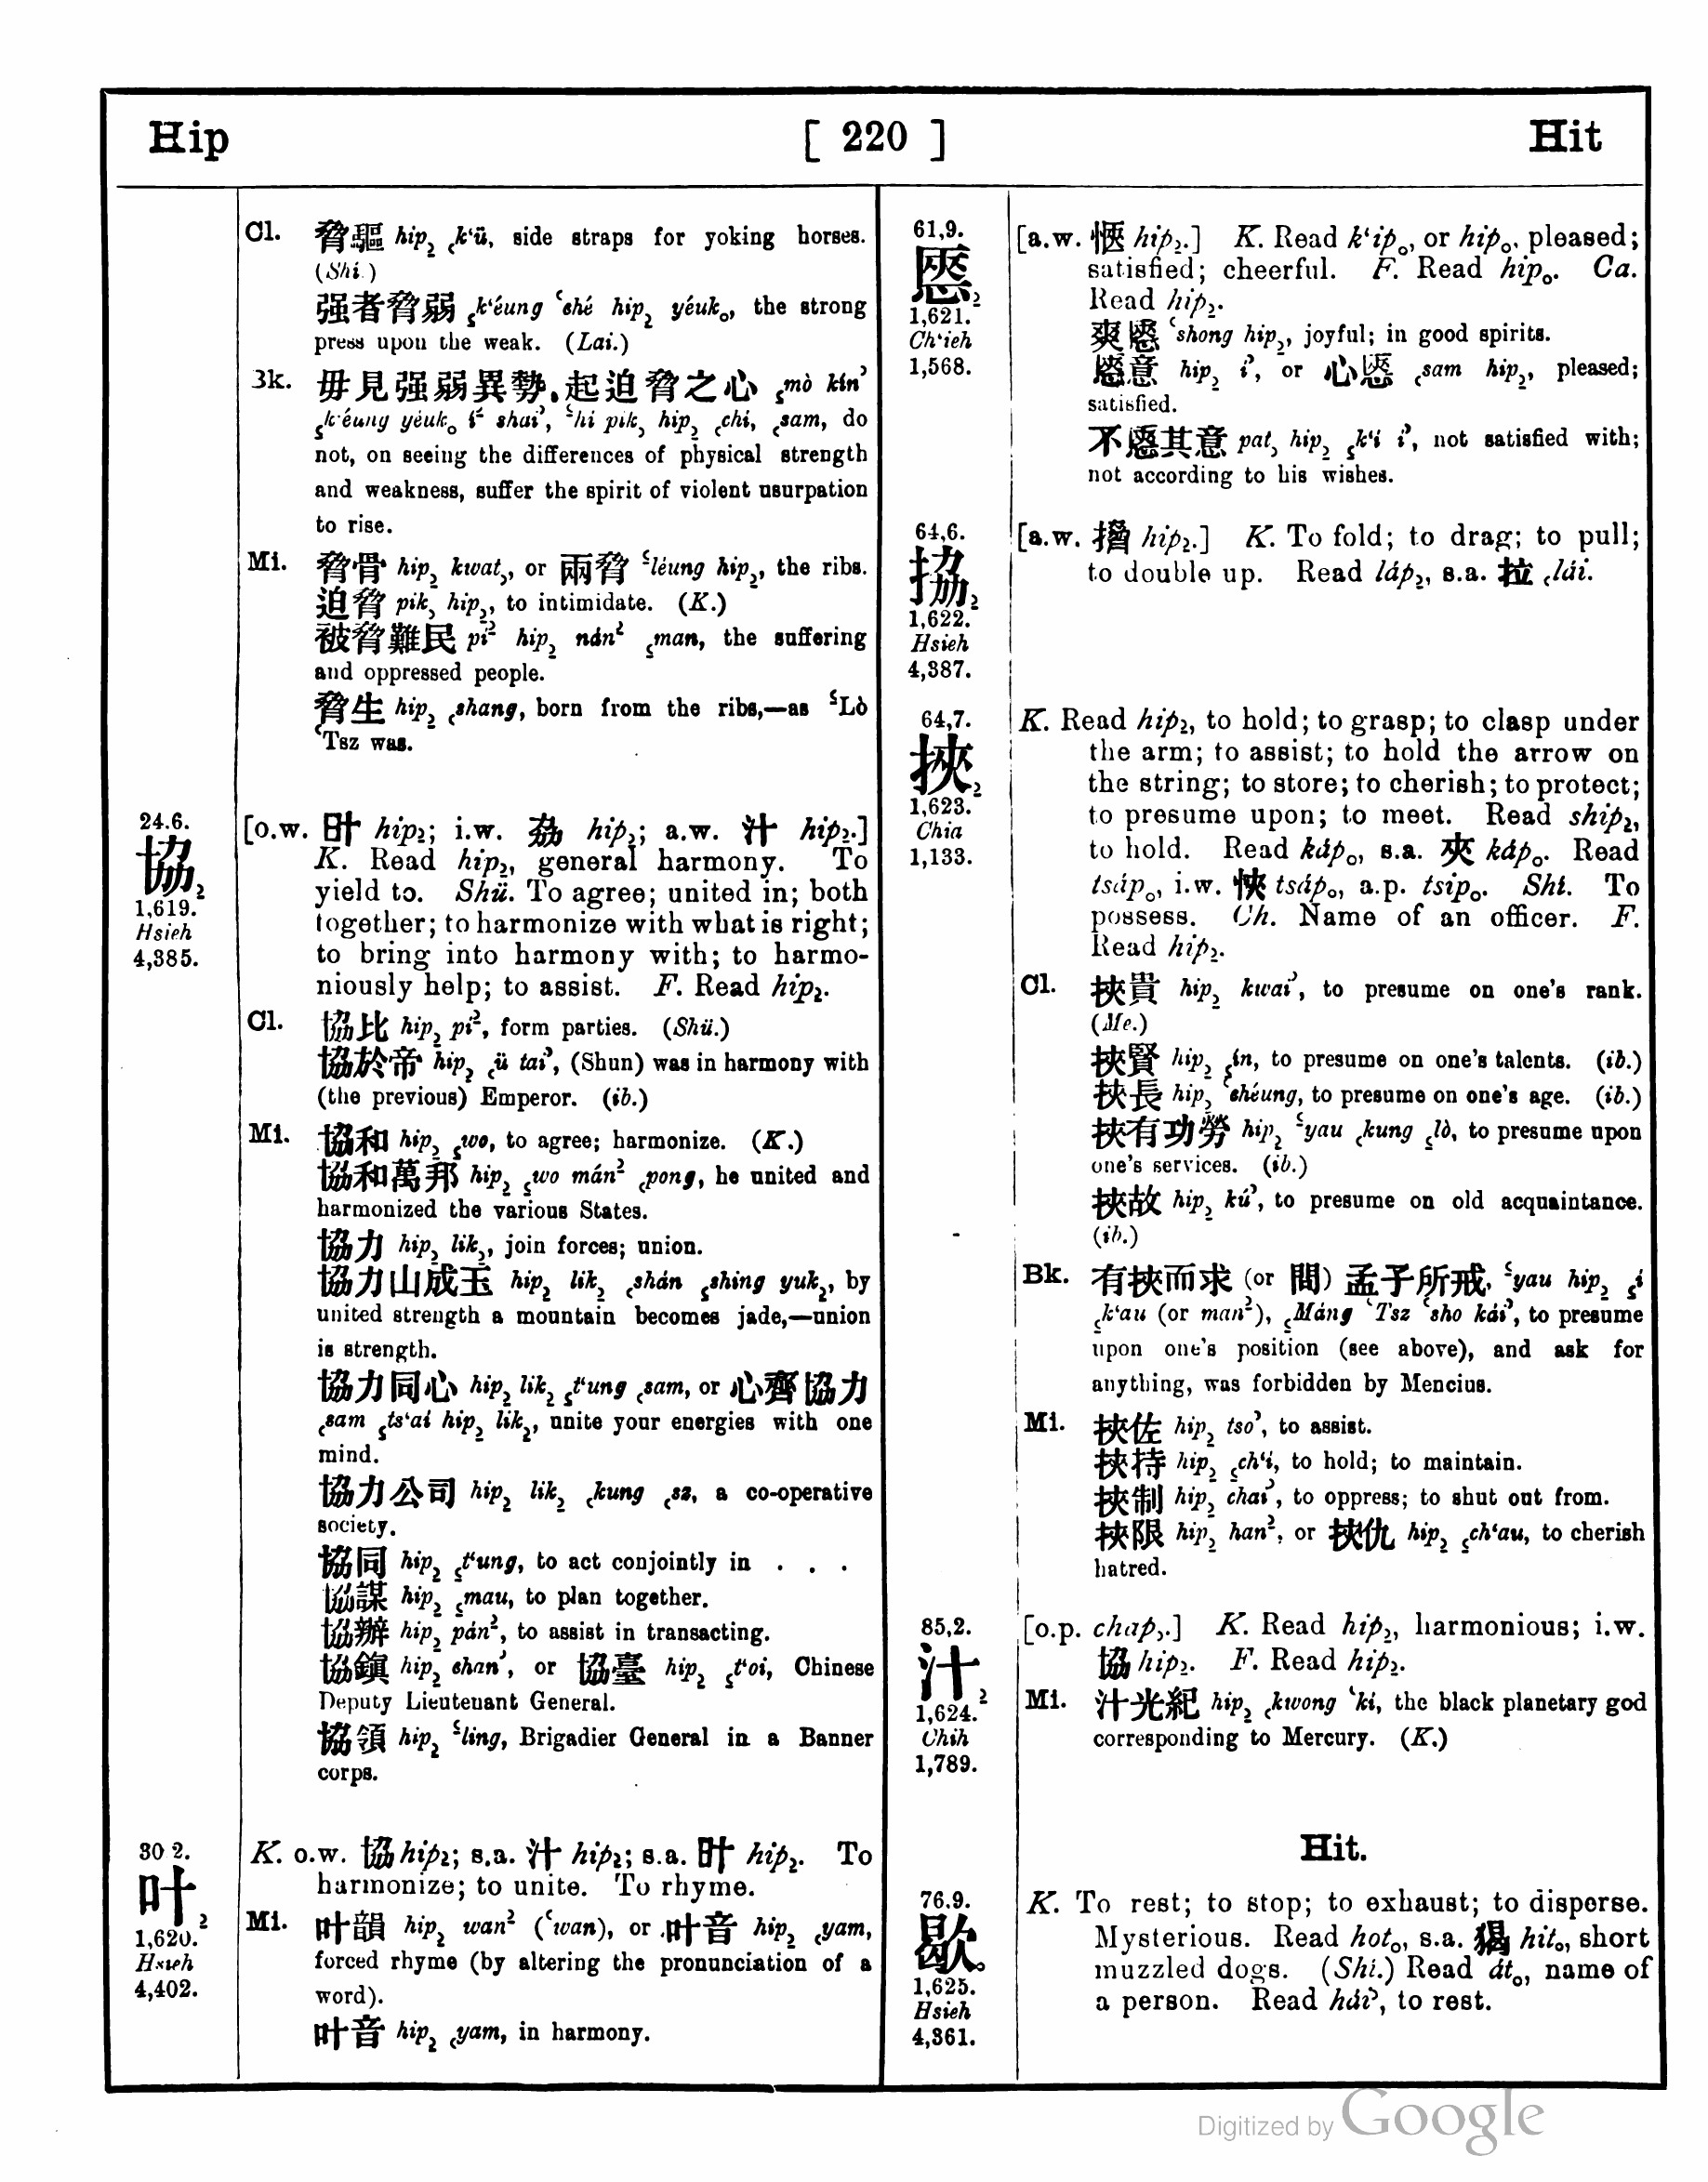 Hip [ 220 ] Hit
Cl. 脅驅 hip₂ ꜀k‘ü, side straps for yoking horses.
(Shí.)
强者脅弱 ꜁k‘éung ‘ché hip₂ yéuk₀, the strong
press upon the weak. (Lai.)
Bk. 毋見强弱異勢, 起迫脅之心 ꜁mò kín’
꜁k‘éung yéuk₀ í² shai’, ‘hí pik, hip₂ ꜀chí, ꜀sam, do
not, on seeing the differences of physical strength
and weakness, suffer the spirit of violent usurpation
to rise.
Mi. 脅骨 hip₂ kwat,, or 兩脅 ‘léung hip₂, the ribs.
迫脅 pik, hip₂, to intimidate. (K.)
被脅難民 pí² hip₂ nán² ꜁man, the suffering
and oppressed people.
脅生 hip₂ ꜀shang, born from the ribs,—as ‘Lò
‘Tsz was.
24.6.
協₂
1,619.
Hsieh
4,385.
[o.w. 旪 hip₂; i.w. 劦 hip₂; a.w. 汁 hip₂.]
K. Read hip₂, general harmony. To
yield to. Shü. To agree; united in; both
together; to harmonize with what is right;
to bring into harmony with; to harmo-
niously help; to assist. F. Read hip₂.
Cl. 協比 hip₂ pí², form parties. (Shü.)
協於帝 hip₂ ꜀ü tai’, (Shun) was in harmony with
(the previous) Emperor. (ib.)
Mi. 協和 hip₂ ꜁wo, to agree; harmonize. (K.)
協和萬邦 hip₂ ꜁wo mán² ꜀pong, he united and
harmonized the various States.
協力 hip₂ lik₂, join forces; union.
協力山成玉 hip₂ lik₂ ꜀shán ꜁shing yuk₂, by
united strength a mountain becomes jade,—union
is strength.
協力同心 hip₂ lik₂ ꜁t‘ung ꜀sam, or 心齊協力
꜀sam ꜁ts‘ai hip₂ lik₂, unite your energies with one
mind.
協力公司 hip₂ lik₂ ꜀kung ꜀sz, a co-operative
society.
協同 hip₂ ꜁t‘ung, to act conjointly in . . .
協謀 hip₂ ꜁mau, to plan together.
協辦 hip₂ pán², to assist in transacting.
協鎭 hip₂ chan’, or 協臺 hip₂ ꜁t‘oi, Chinese
Deputy Lieutenant General.
協領 hip₂ ‘ling, Brigadier General in a Banner
corps.
30 2.
叶₂
1,620.
Hsieh
4,402.
K. o.w. 協 hip₂; s.a. 汁 hip₂; s.a. 旪 hip₂. To
harmonize; to unite. To rhyme.
Mi. 叶韻 hip₂ wan² (‘wan), or 叶音 hip₂ ꜀yam,
forced rhyme (by altering the pronunciation of a
word).
叶音 hip₂ ꜀yam, in harmony.
61,9.
愜₂
1,621.
Ch‘ieh
1,568.
[a.w. 愜 hip₂.] K. Read k‘ip₀, or hip₀, pleased;
satisfied; cheerful. F. Read hip₀. Ca.
Read hip₂.
爽愜 ‘shong hip₂, joyful; in good spirits.
愜意 hip₂ í’, or 心愜 ꜀sam hip₂, pleased;
satisfied.
不愜其意 pat, hip₂ ꜁k‘í í’, not satisfied with;
not according to his wishes.
64,6.
拹₂
1,622.
Hsieh
4,387.
[a.w. 搚 hip₂.] K. To fold; to drag; to pull;
to double up. Read láp₂, s.a. 拉 ꜀lái.
64,7.
挾₂
1,623.
Chia
1,133.
K. Read hip₂, to hold; to grasp; to clasp under
the arm; to assist; to hold the arrow on
the string; to store; to cherish; to protect;
to presume upon; to meet. Read ship₂,
to hold. Read káp₀, s.a. 夾 káp₀. Read
tsáp₀, i.w. 浹 tsáp₀, a.p. tsip₀. Shí. To
possess. Ch. Name of an officer. F.
Read hip₂.
Cl. 挾貴 hip₂ kwai’, to presume on one's rank.
(Me.)
挾賢 hip₂ ꜁ín, to presume on one's talents. (ib.)
挾長 hip₂ ‘chéung, to presume on one's age. (ib.)
挾有功勞 hip₂ ‘yau ꜀kung ꜁lò, to presume upon
one's services. (ib.)
挾故 hip₂ kú’, to presume on old acquaintance.
(ib.)
Bk. 有挾而求 (or 問) 孟子所戒, ‘yau hip₂ ꜁í
꜁k‘au (or man²), ꜁Máng ‘Tsz ‘sho kái’, to presume
upon one's position (see above), and ask for
anything, was forbidden by Mencius.
Mi. 挾佐 hip₂ tso’, to assist.
挾持 hip₂ ꜁ch‘í, to hold; to maintain.
挾制 hip₂ chai’, to oppress; to shut out from.
挾限 hip₂ han², or 挾仇 hip₂ ꜁ch‘au, to cherish
hatred.
85,2.
汁₂
1,624.
Chih
1,789.
[o.p. chap,.] K. Read hip₂, harmonious; i.w.
協 hip₂. F. Read hip₂.
Mi. 汁光紀 hip₂ ꜀kwong ‘kí, the black planetary god
corresponding to Mercury. (K.)
Hit.
76.9.
歇₀
1,625.
Hsieh
4,361.
K. To rest; to stop; to exhaust; to disperse.
Mysterious. Read hot₀, s.a. 猲 hit₀, short
muzzled dogs. (Shí.) Read át₀, name of
a person. Read hái’, to rest.
Digitized by Google